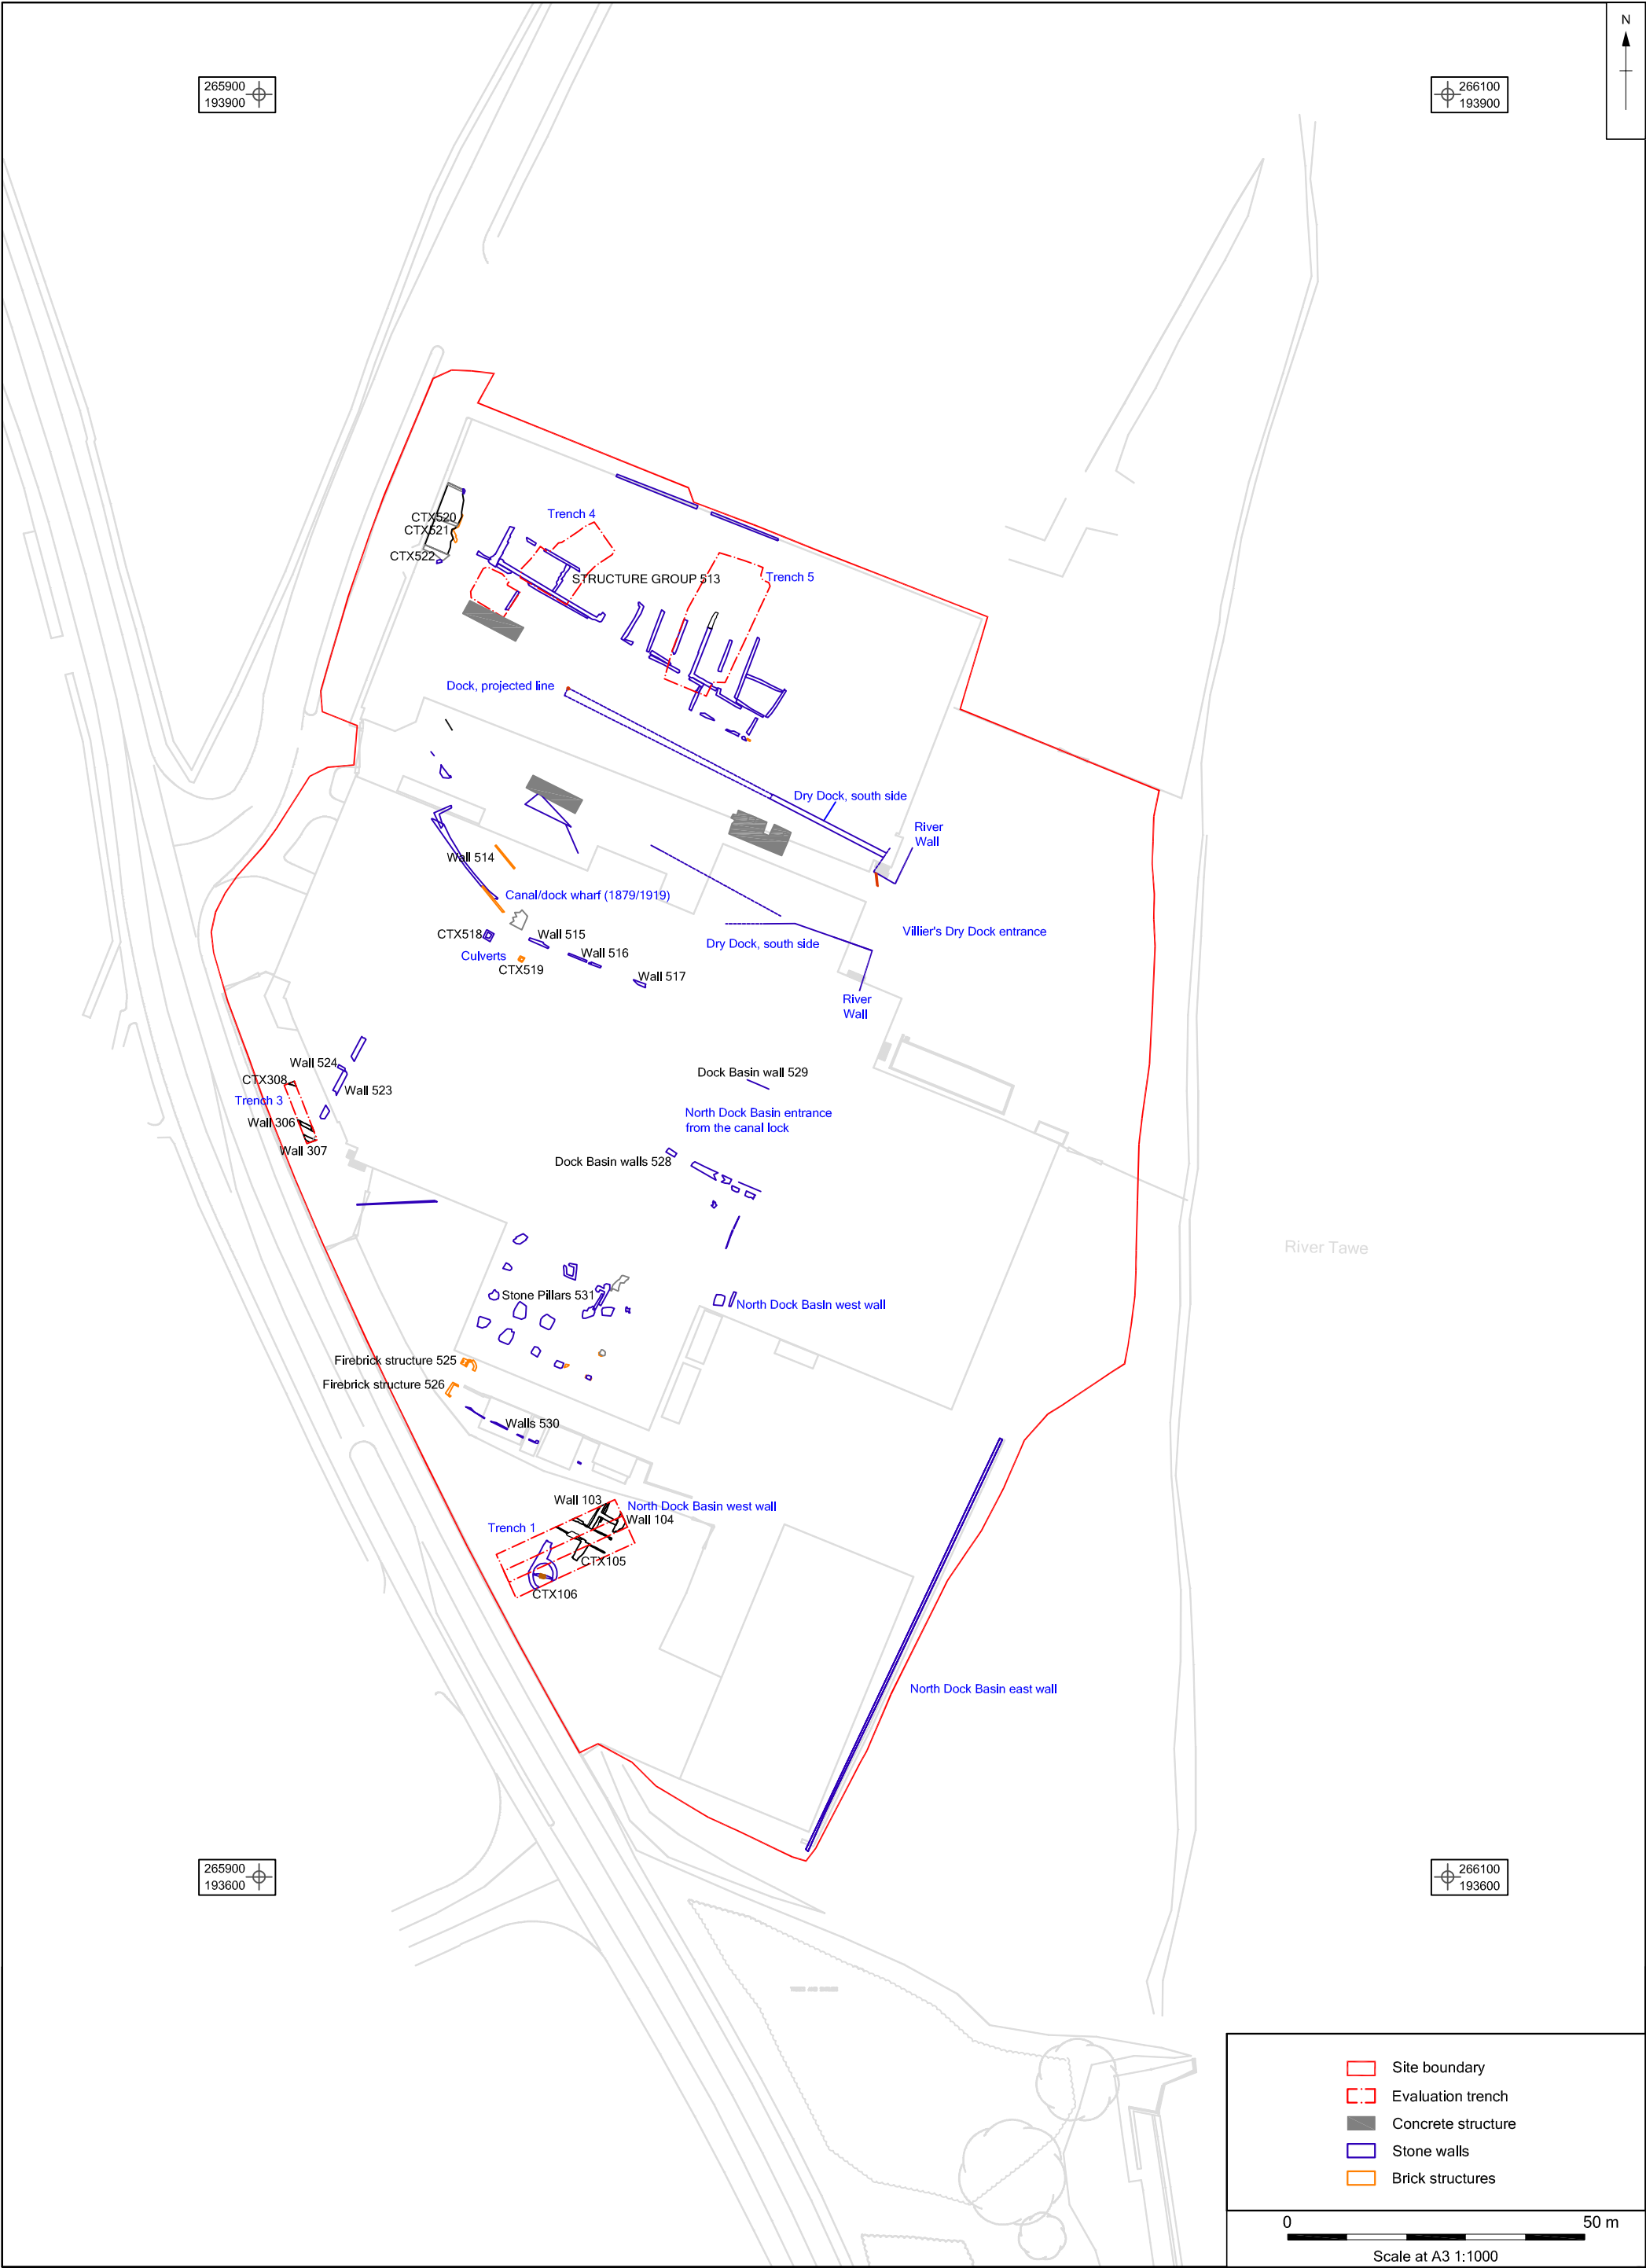 N
265900
193900
266100
193900
CTX520
CTX521
CTX522
Trench 4
STRUCTURE GROUP 513
Trench 5
Dock, projected line
Dry Dock, south side
River
Wall
Wall 514
Canal/dock wharf (1879/1919)
CTX518
Culverts
CTX519
Wall 515
Wall 516
Wall 517
Dry Dock, south side
Villier's Dry Dock entrance
River
Wall
Wall 524
CTX308
Wall 523
Trench 3
Wall 306
Wall 307
Dock Basin wall 529
North Dock Basin entrance
from the canal lock
Dock Basin walls 528
River Tawe
Stone Pillars 531
North Dock BasIn west wall
Firebrick structure 525
Firebrick structure 526
Walls 530
Wall 103
North Dock Basin west wall
Wall 104
Trench 1
CTX105
CTX106
North Dock Basin east wall
265900
193600
266100
193600
Site boundary
Evaluation trench
Concrete structure
Stone walls
Brick structures
0 50 m
Scale at A3 1:1000